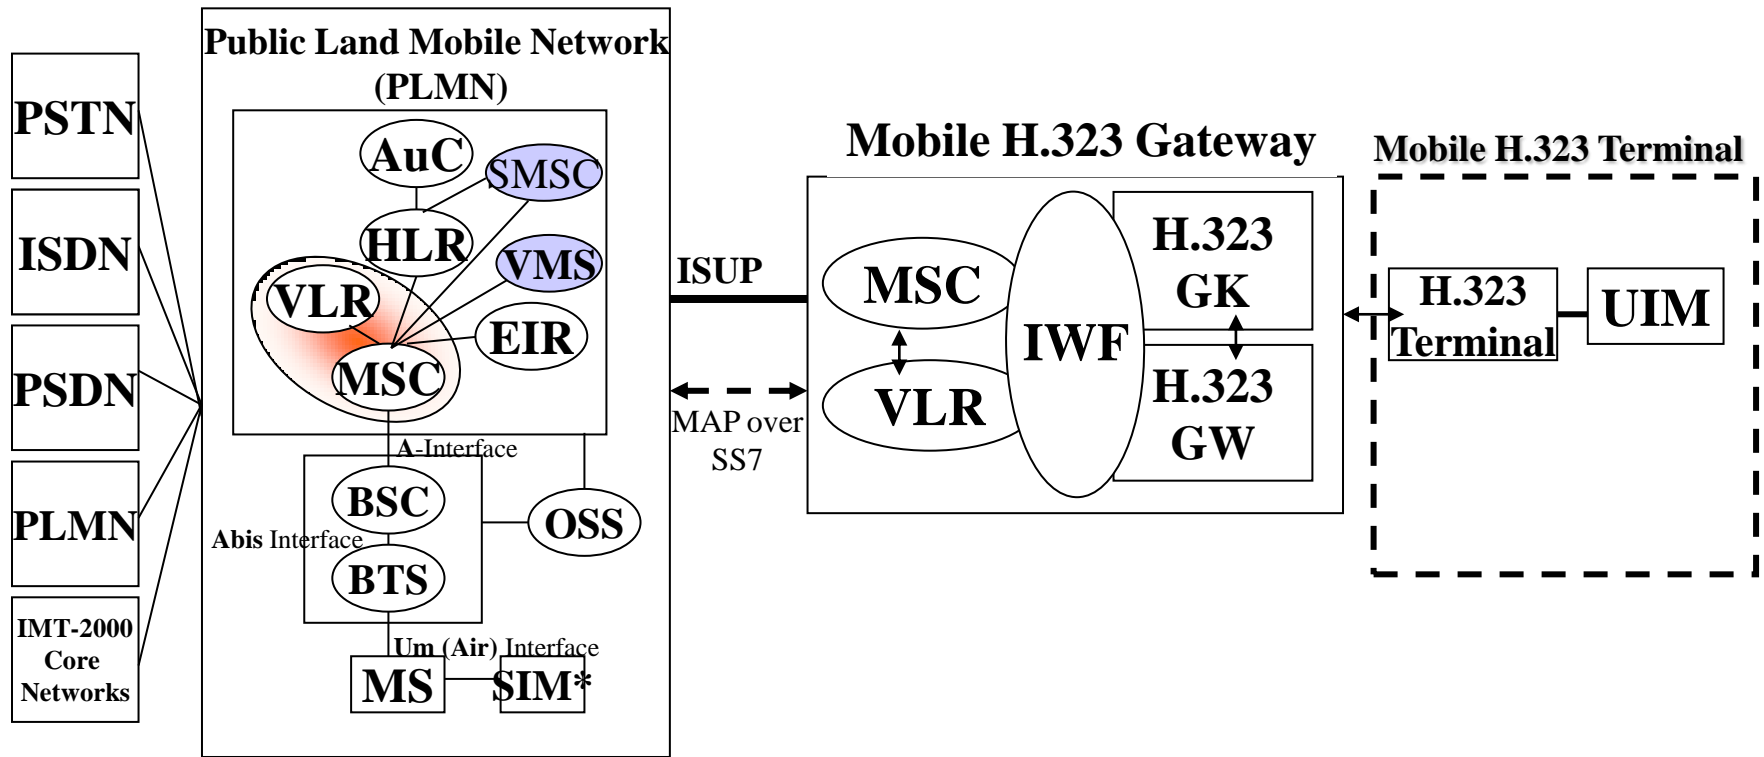 PSTN
ISDN
PSDN
PLMN
IMT-2000
Core
Networks
Public Land Mobile Network
(PLMN)
AuC
SMSC
HLR
VMS
VLR
EIR
MSC
A-Interface
BSC
OSS
Abis Interface
BTS
Um (Air) Interface
MS
SIM*
ISUP
MAP over
SS7
Mobile H.323 Gateway
MSC
VLR
IWF
H.323
GK
H.323
GW
Mobile H.323 Terminal
H.323
Terminal
UIM